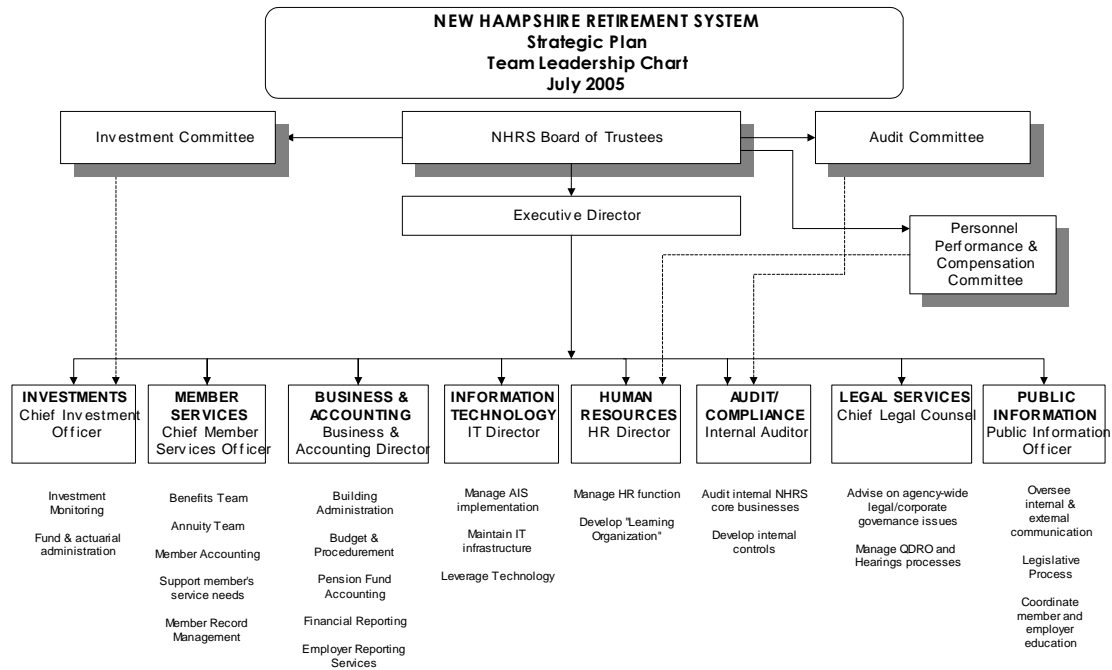 NEW HAMPSHIRE RETIREMENT SYSTEM
Strategic Plan
Team Leadership Chart
July 2005
Investment Committee
NHRS Board of Trustees
Audit Committee
Executive Director
Personnel
Performance &
Compensation
Committee
INVESTMENTS
Chief Investment
Officer
MEMBER
SERVICES
Chief Member
Services Officer
BUSINESS &
ACCOUNTING
Business &
Accounting Director
INFORMATION
TECHNOLOGY
IT Director
HUMAN
RESOURCES
HR Director
AUDIT/
COMPLIANCE
Internal Auditor
LEGAL SERVICES
Chief Legal Counsel
PUBLIC
INFORMATION
Public Information
Officer
Investment
Monitoring
Fund & actuarial
administration
Benefits Team
Annuity Team
Member Accounting
Support member's
service needs
Member Record
Management
Building
Administration
Budget &
Procedurement
Pension Fund
Accounting
Financial Reporting
Employer Reporting
Services
Manage AIS
implementation
Maintain IT
infrastructure
Leverage Technology
Manage HR function
Develop "Learning
Organization"
Audit internal NHRS
core businesses
Develop internal
controls
Advise on agency-wide
legal/corporate
governance issues
Manage QDRO and
Hearings processes
Oversee
internal &
external
communication
Legislative
Process
Coordinate
member and
employer
education